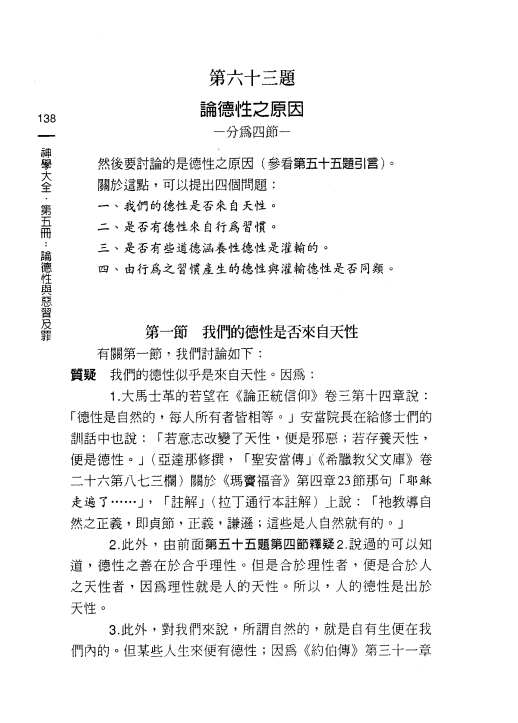 138
神學大全．第五冊：論德性與惡習及罪
第六十三題
論德性之原因
─分爲四節─
然後要討論的是德性之原因（參看第五十五題引言）。
關於這點，可以提出四個問題：
一、我們的德性是否來自天性。
二、是否有德性來自行爲習慣。
三、是否有些道德涵養性德性是灌輸的。
四、由行爲之習慣產生的德性與灌輸德性是否同類。
第一節　我們的德性是否來自天性
有關第一節，我們討論如下：
質疑　我們的德性似乎是來自天性。因爲：
1.大馬士革的若望在《論正統信仰》卷三第十四章說：
「德性是自然的，每人所有者皆相等。」安當院長在給修士們的
訓話中也說：「若意志改變了天性，便是邪惡；若存養天性，
便是德性。」（亞達那修撰，「聖安當傳」《希臘教父文庫》卷
二十六第八七三欄）關於《瑪竇福音》第四章23節那句「耶穌
走遍了……」，「註解」（拉丁通行本註解）上說：「祂教導自
然之正義，即貞節，正義，謙遜；這些是人自然就有的。」
2.此外，由前面第五十五題第四節釋疑2.說過的可以知
道，德性之善在於合乎理性。但是合於理性者，便是合於人
之天性者，因爲理性就是人的天性。所以，人的德性是出於
天性。
3.此外，對我們來說，所謂自然的，就是自有生便在我
們內的。但某些人生來便有德性；因爲《約伯傳》第三十一章